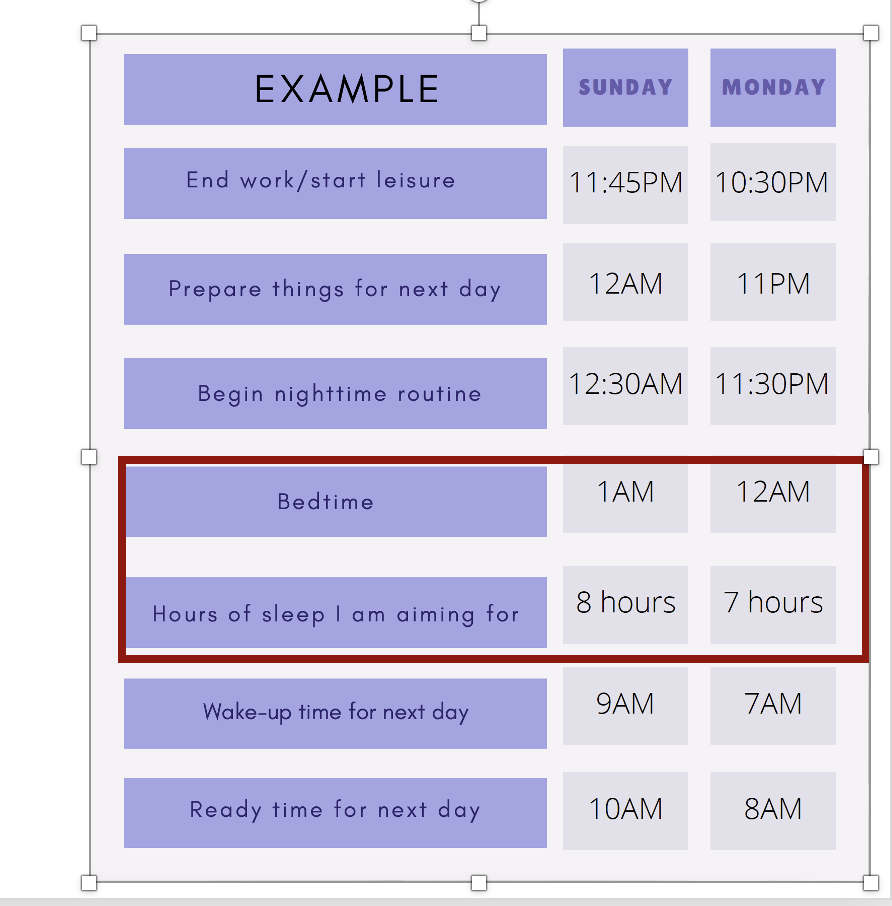 EXAMPLE SUNDAY MONDAY
End work/start leisure 11:45PM 10:30PM
Prepare things for next day 12AM 11PM
Begin nighttime routine 12:30AM 11:30PM
Bedtime 1AM 12AM
Hours of sleep I am aiming for 8 hours 7 hours
Wake-up time for next day 9AM 7AM
Ready time for next day 10AM 8AM